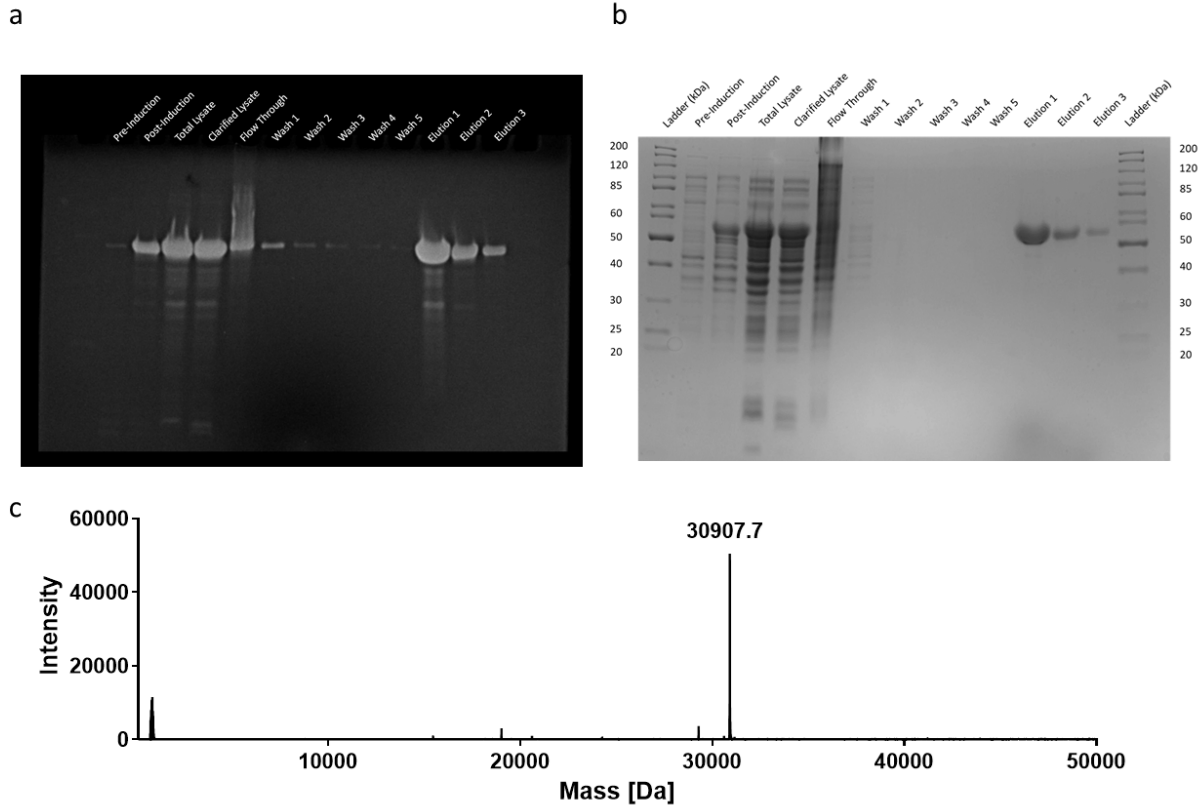 a
Pre-Induction
Post-Induction
Total Lysate
Clarified Lysate
Flow Through
Wash 1
Wash 2
Wash 3
Wash 4
Wash 5
Elution 1
Elution 2
Elution 3
b
Ladder (kDa)
Pre-Induction
Post-Induction
Total Lysate
Clarified Lysate
Flow Through
Wash 1
Wash 2
Wash 3
Wash 4
Wash 5
Elution 1
Elution 2
Elution 3
Ladder (kDa)
200
120
85
60
50
40
30
25
20
200
120
85
60
50
40
30
25
20
c
60000
40000
20000
0
Intensity
30907.7
10000
20000
30000
40000
50000
Mass [Da]